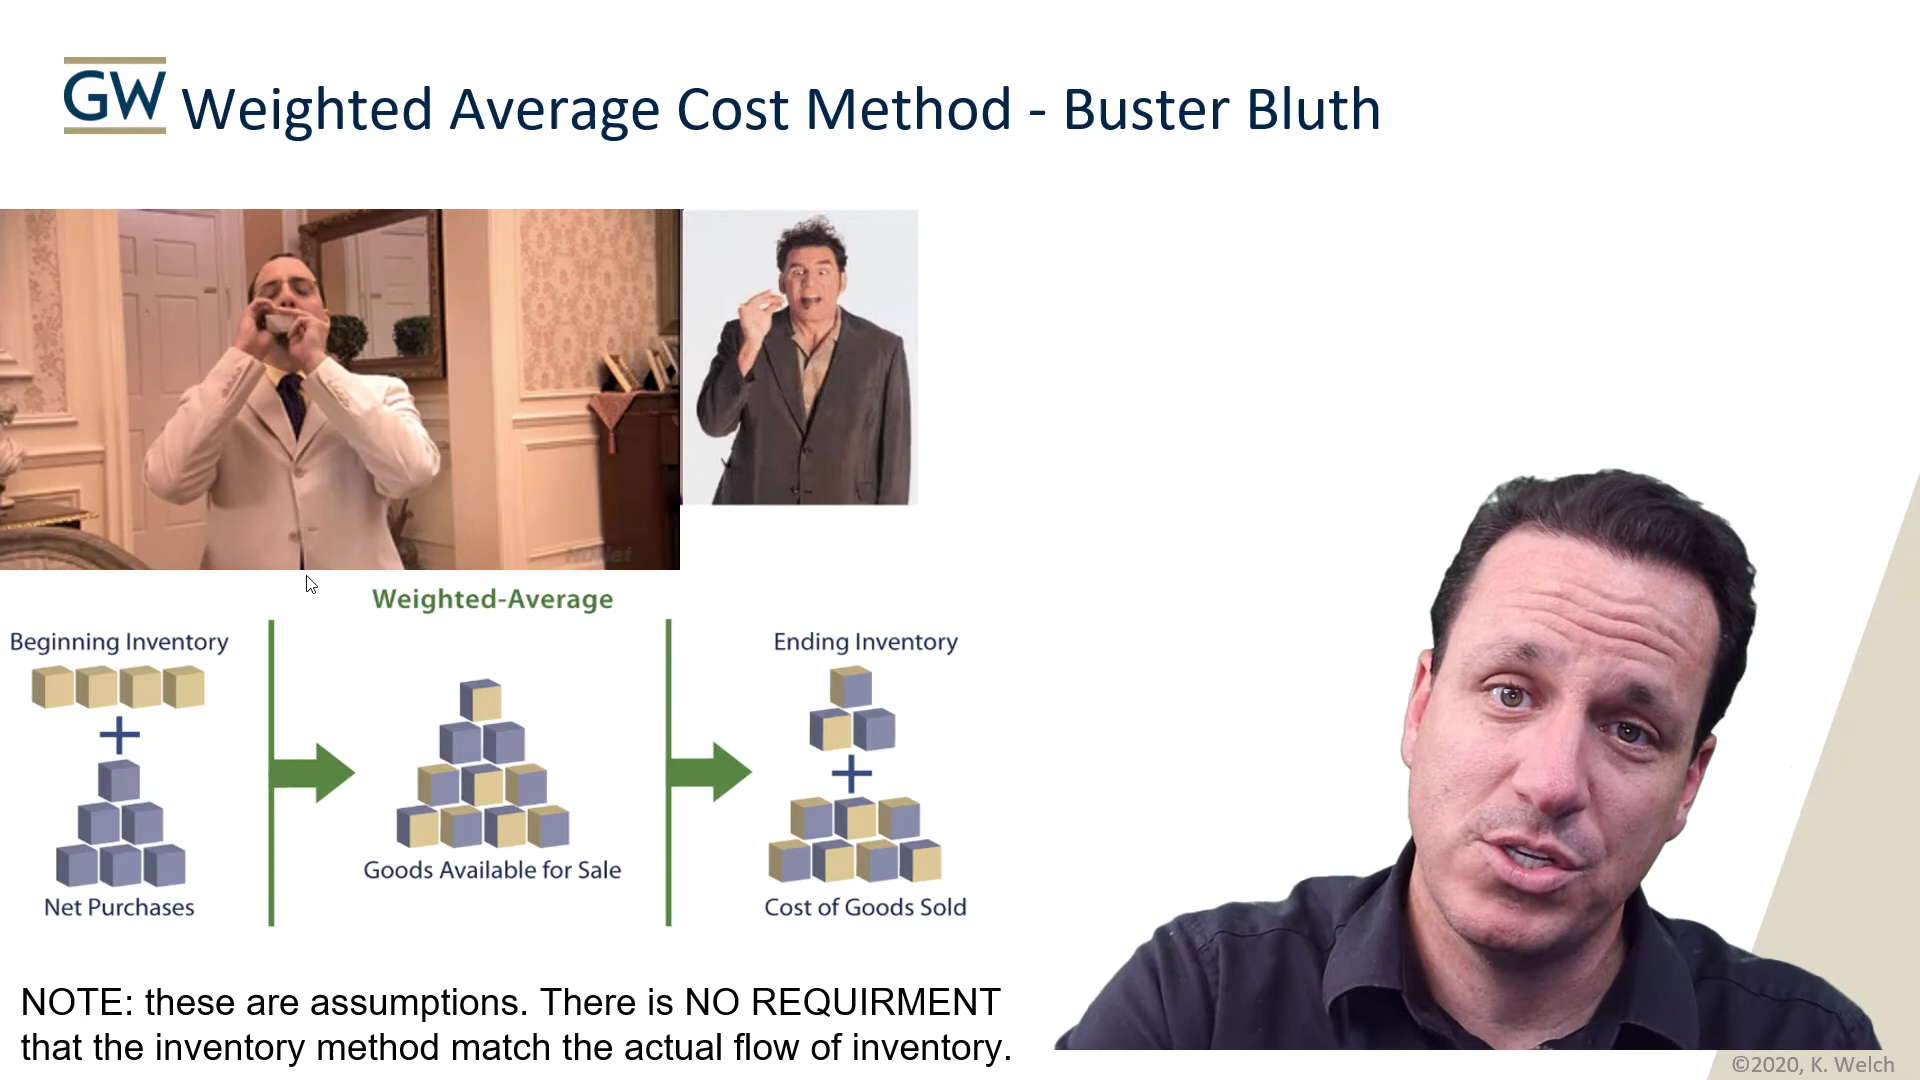 GW
Weighted Average Cost Method - Buster Bluth
Weighted-Average
Beginning Inventory
Ending Inventory
Goods Available for Sale
Net Purchases
Cost of Goods Sold
NOTE: these are assumptions. There is NO REQUIRMENT
that the inventory method match the actual flow of inventory.
©2020, K. Welch